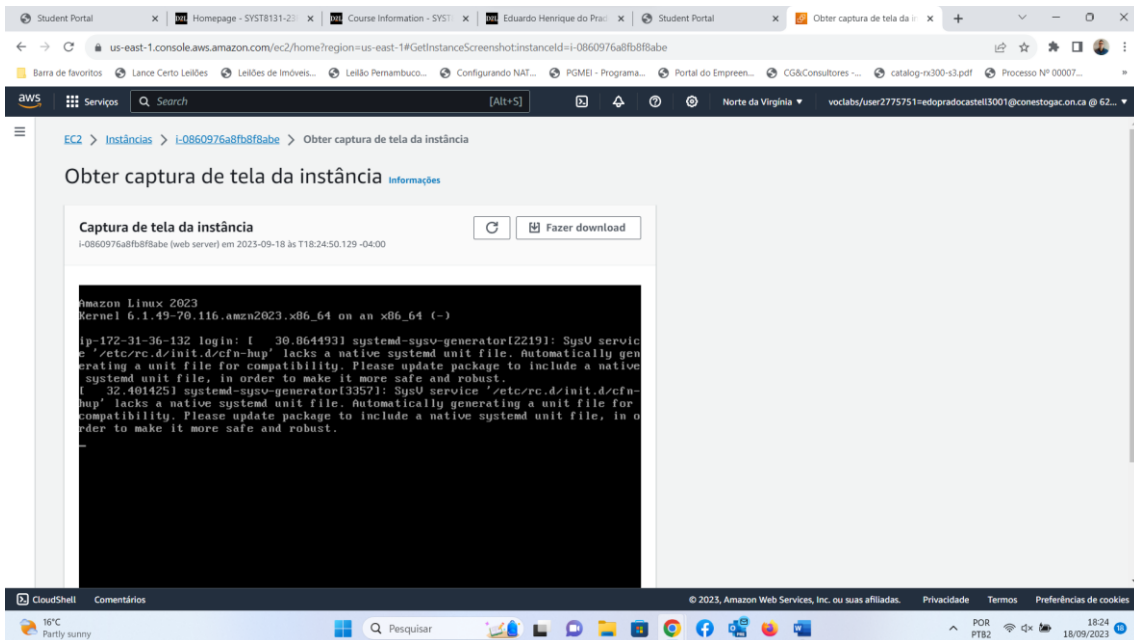 Student Portal
Homepage - SYST8131-23
Course Information - SYST
Eduardo Henrique do Prad
Student Portal
Obter captura de tela da in
us-east-1.console.aws.amazon.com/ec2/home?region=us-east-1#GetInstanceScreenshot:instanceId=i-0860976a8fb8f8abe
Barra de favoritos
Lance Certo Leilões
Leilões de Imóveis...
Leilão Pernambuco...
Configurando NAT...
PGMEI - Programa...
Portal do Empreen...
CG&Consultores -...
catalog-rx300-s3.pdf
Processo Nº 00007...
»
aws
Serviços
Search
[Alt+S]
Norte da Virgínia
voclabs/user2775751=edopradocastell3001@conestogac.on.ca @ 62...
EC2 > Instâncias > i-0860976a8fb8f8abe > Obter captura de tela da instância
Obter captura de tela da instância Informações
Captura de tela da instância
i-0860976a8fb8f8abe (web server) em 2023-09-18 às T18:24:50.129 -04:00
Fazer download
Amazon Linux 2023
Kernel 6.1.49-70.116.amzn2023.x86_64 on an x86_64 (-)
ip-172-31-36-132 login: [   30.864493] systemd-sysv-generator[2219]: SysV servic
e '/etc/rc.d/init.d/cfn-hup' lacks a native systemd unit file. Automatically gen
erating a unit file for compatibility. Please update package to include a native
systemd unit file, in order to make it more safe and robust.
[   32.401425] systemd-sysv-generator[3357]: SysV service '/etc/rc.d/init.d/cfn-
hup' lacks a native systemd unit file. Automatically generating a unit file for
compatibility. Please update package to include a native systemd unit file, in o
rder to make it more safe and robust.
CloudShell
Comentários
© 2023, Amazon Web Services, Inc. ou suas afiliadas.
Privacidade
Termos
Preferências de cookies
16°C
Partly sunny
Pesquisar
POR
PTB2
18:24
18/09/2023
18